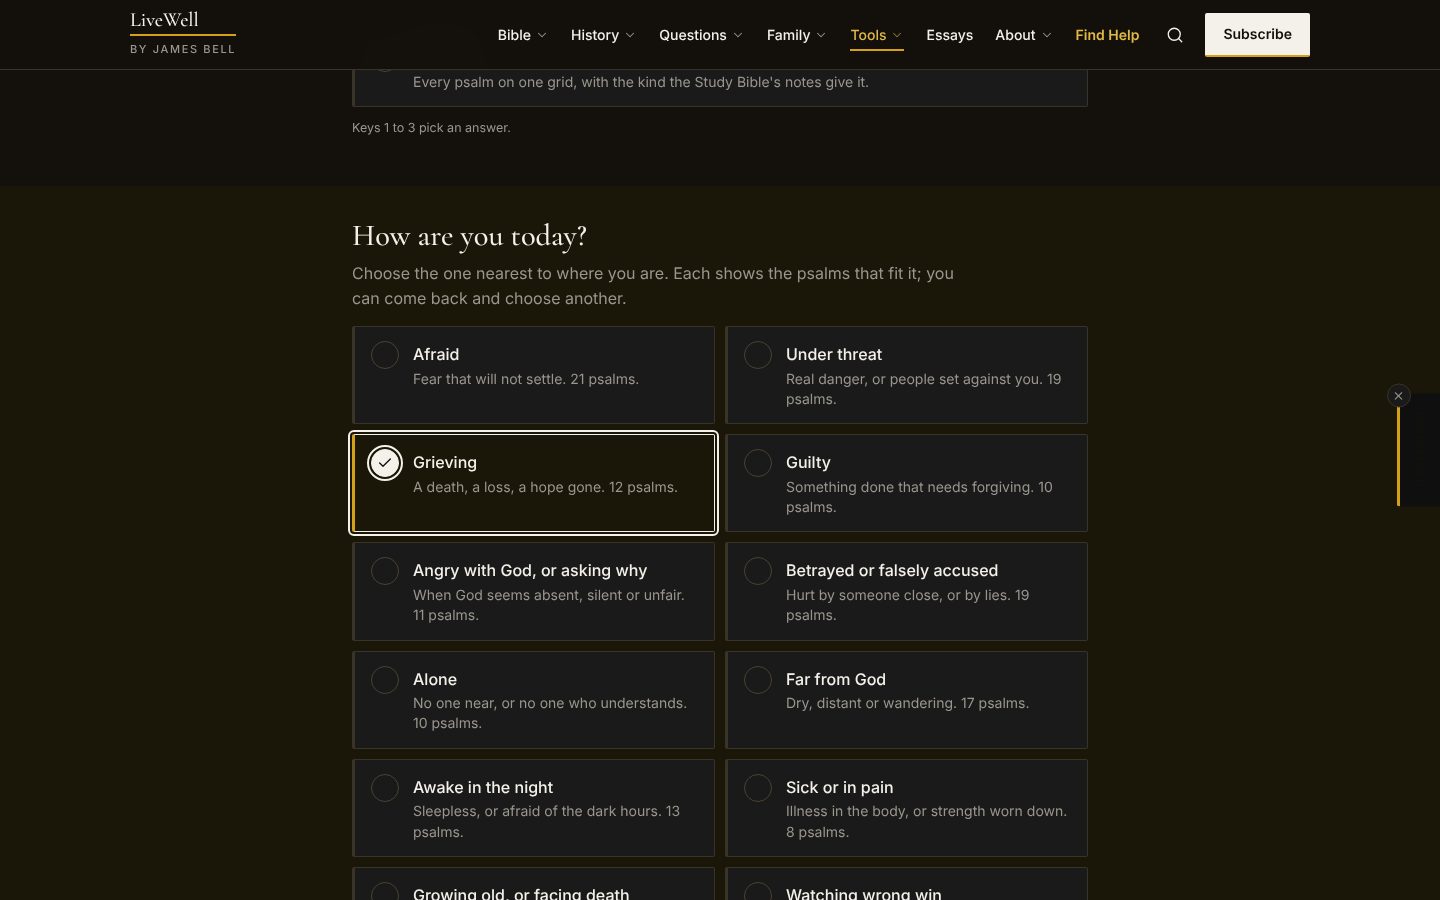 LiveWell
BY JAMES BELL
Bible
History
Questions
Family
Tools
Essays
About
Find Help
Subscribe
Every psalm on one grid, with the kind the Study Bible's notes give it.
Keys 1 to 3 pick an answer.
How are you today?
Choose the one nearest to where you are. Each shows the psalms that fit it; you
can come back and choose another.
Afraid
Fear that will not settle. 21 psalms.
Under threat
Real danger, or people set against you. 19
psalms.
Grieving
A death, a loss, a hope gone. 12 psalms.
Guilty
Something done that needs forgiving. 10
psalms.
Angry with God, or asking why
When God seems absent, silent or unfair.
11 psalms.
Betrayed or falsely accused
Hurt by someone close, or by lies. 19
psalms.
Alone
No one near, or no one who understands.
10 psalms.
Far from God
Dry, distant or wandering. 17 psalms.
Awake in the night
Sleepless, or afraid of the dark hours. 13
psalms.
Sick or in pain
Illness in the body, or strength worn down.
8 psalms.
Growing old, or facing death
Watching wrong win